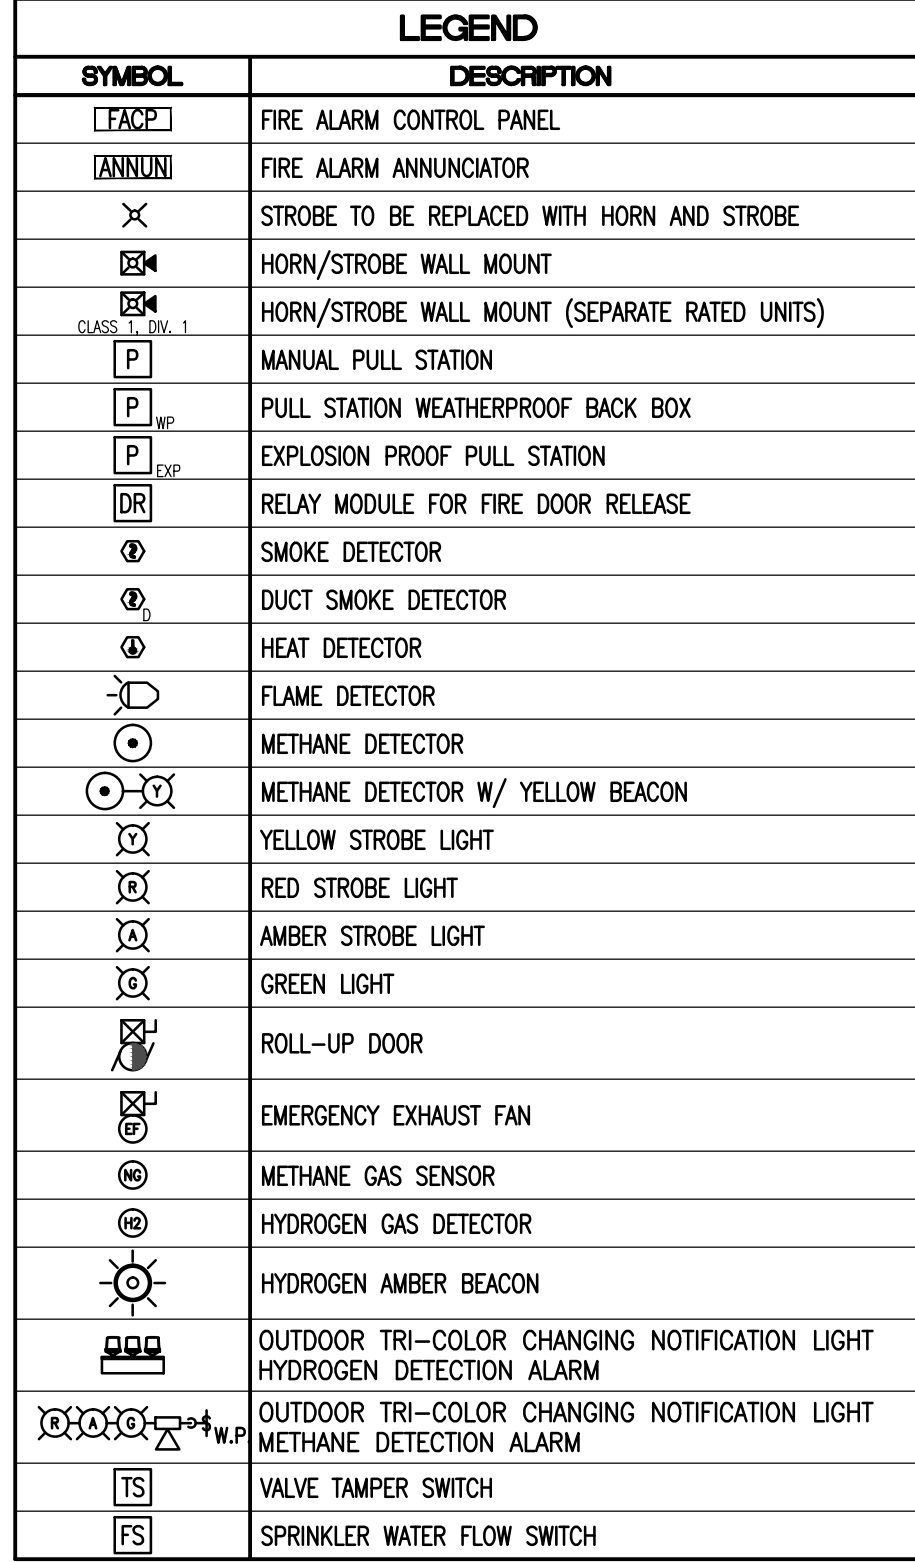 LEGEND
SYMBOL DESCRIPTION
FACP FIRE ALARM CONTROL PANEL
ANNUN FIRE ALARM ANNUNCIATOR
STROBE TO BE REPLACED WITH HORN AND STROBE
HORN/STROBE WALL MOUNT
HORN/STROBE WALL MOUNT (SEPARATE RATED UNITS)
CLASS 1, DIV. 1
P MANUAL PULL STATION
P WP PULL STATION WEATHERPROOF BACK BOX
P EXP EXPLOSION PROOF PULL STATION
DR RELAY MODULE FOR FIRE DOOR RELEASE
SMOKE DETECTOR
D DUCT SMOKE DETECTOR
HEAT DETECTOR
FLAME DETECTOR
METHANE DETECTOR
Y METHANE DETECTOR W/ YELLOW BEACON
Y YELLOW STROBE LIGHT
R RED STROBE LIGHT
A AMBER STROBE LIGHT
G GREEN LIGHT
ROLL-UP DOOR
EF EMERGENCY EXHAUST FAN
NG METHANE GAS SENSOR
H2 HYDROGEN GAS DETECTOR
HYDROGEN AMBER BEACON
OUTDOOR TRI-COLOR CHANGING NOTIFICATION LIGHT
HYDROGEN DETECTION ALARM
R A G $ W.P. OUTDOOR TRI-COLOR CHANGING NOTIFICATION LIGHT
METHANE DETECTION ALARM
TS VALVE TAMPER SWITCH
FS SPRINKLER WATER FLOW SWITCH